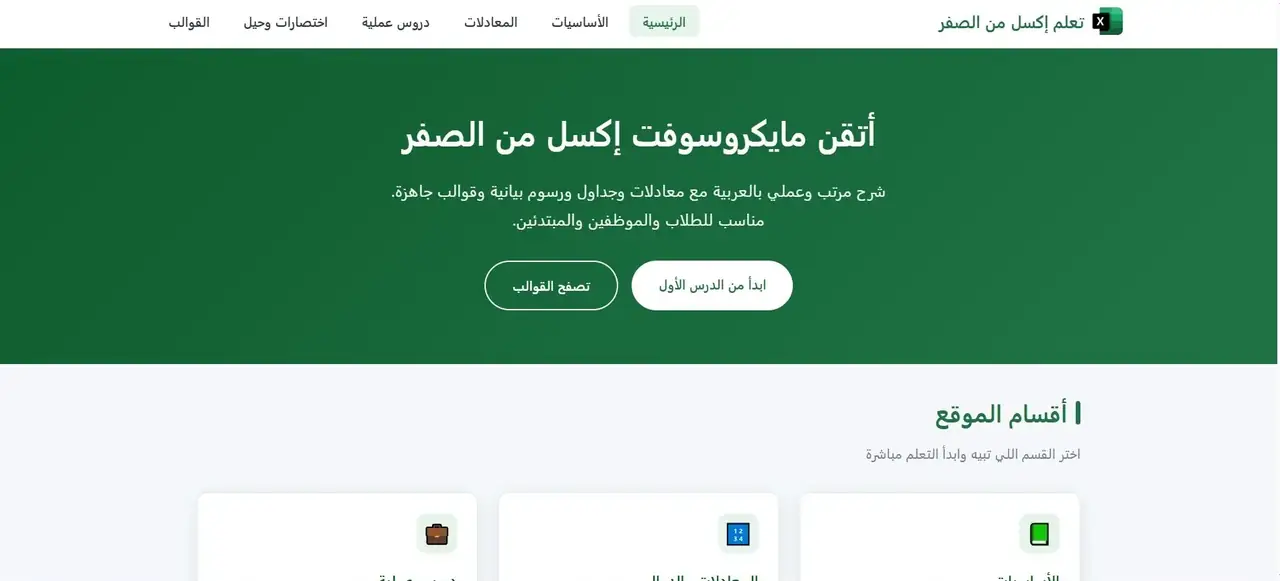 تعلم إكسل من الصفر
الرئيسية
الأساسيات
المعادلات
دروس عملية
اختصارات وحيل
القوالب
أتقن مايكروسوفت إكسل من الصفر
شرح مرتب وعملي بالعربية مع معادلات وجداول ورسوم بيانية وقوالب جاهزة.
مناسب للطلاب والموظفين والمبتدئين.
ابدأ من الدرس الأول
تصفح القوالب
أقسام الموقع
اختر القسم اللي تبيه وابدأ التعلم مباشرة